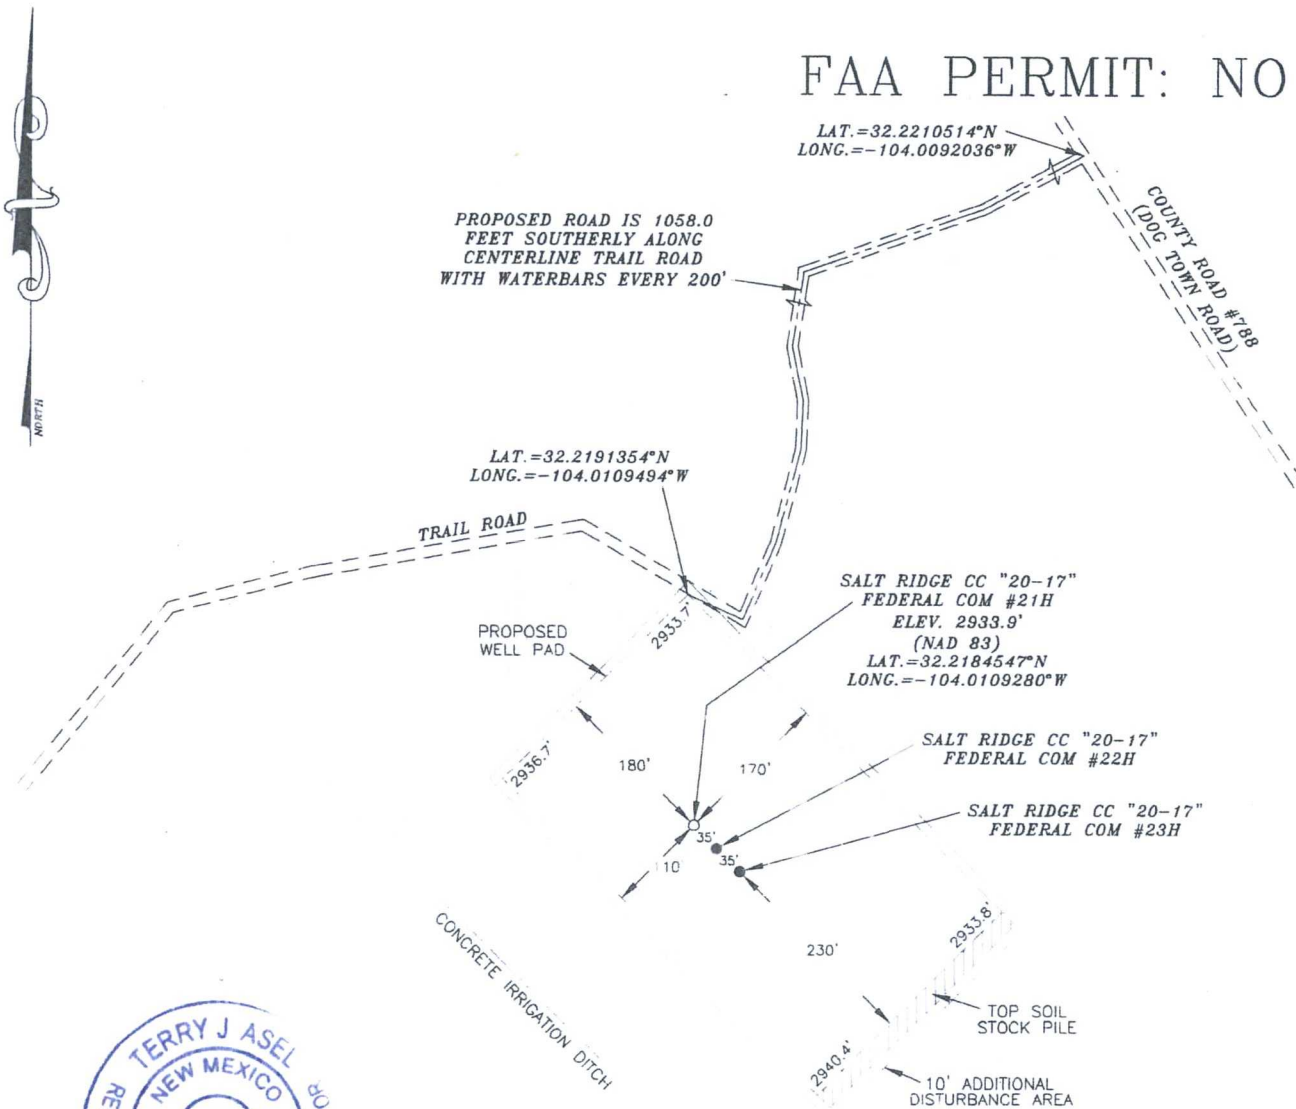 FAA PERMIT: NO
LAT.=32.2210514°N
LONG.=-104.0092036°W
COUNTY ROAD #788
(DOG TOWN ROAD)
PROPOSED ROAD IS 1058.0
FEET SOUTHERLY ALONG
CENTERLINE TRAIL ROAD
WITH WATERBARS EVERY 200'
NORTH
LAT.=32.2191354°N
LONG.=-104.0109494°W
TRAIL ROAD
SALT RIDGE CC "20-17"
FEDERAL COM #21H
ELEV. 2933.9'
(NAD 83)
LAT.=32.2184547°N
LONG.=-104.0109280°W
2933.7'
PROPOSED
WELL PAD
2936.7'
180'
170'
SALT RIDGE CC "20-17"
FEDERAL COM #22H
SALT RIDGE CC "20-17"
FEDERAL COM #23H
35'
35'
110
230'
2933.8'
CONCRETE IRRIGATION DITCH
TOP SOIL
STOCK PILE
2940.4'
10' ADDITIONAL
DISTURBANCE AREA
TERRY J ASEL
NEW MEXICO